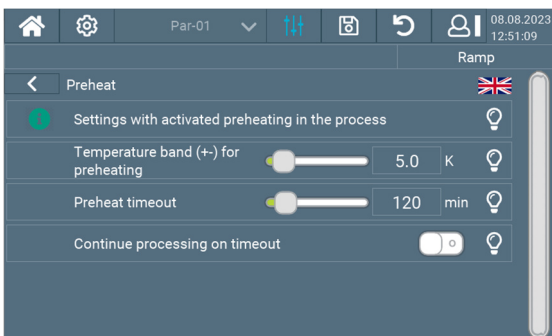 Par-01
08.08.2023
12:51:09
Ramp
Preheat
Settings with activated preheating in the process
Temperature band (+-) for
preheating
5.0 K
Preheat timeout
120 min
Continue processing on timeout